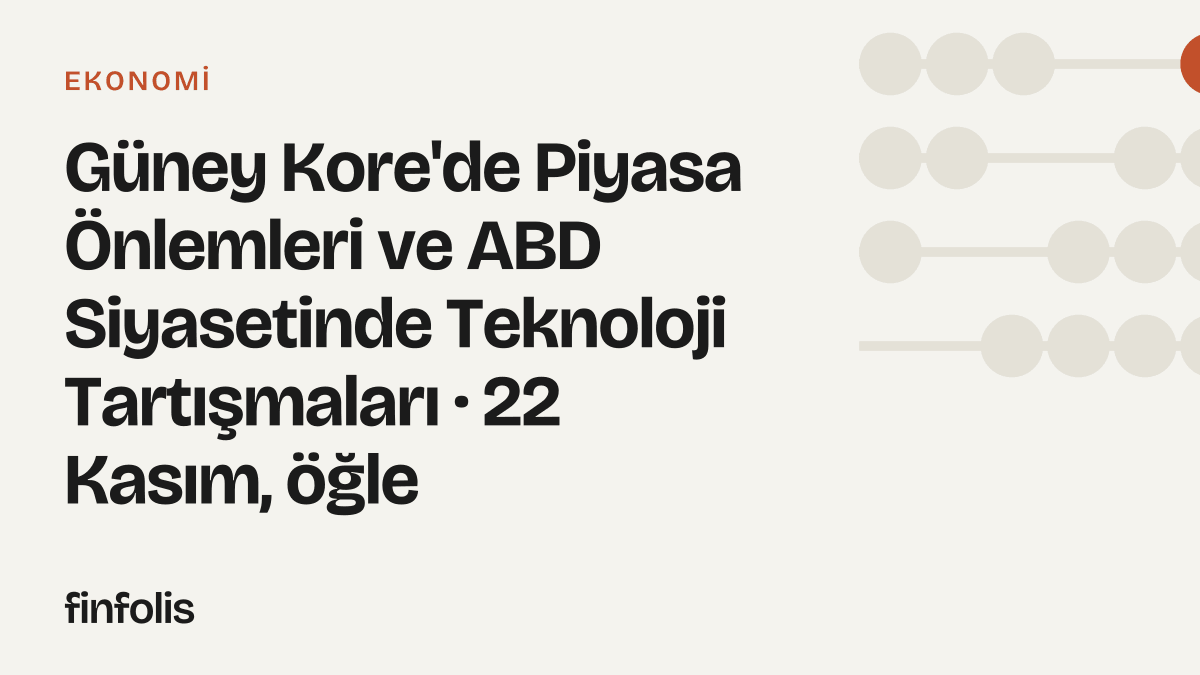 EKONOMİ
Güney Kore'de Piyasa
Önlemleri ve ABD
Siyasetinde Teknoloji
Tartışmaları · 22
Kasım, öğle
finfolis